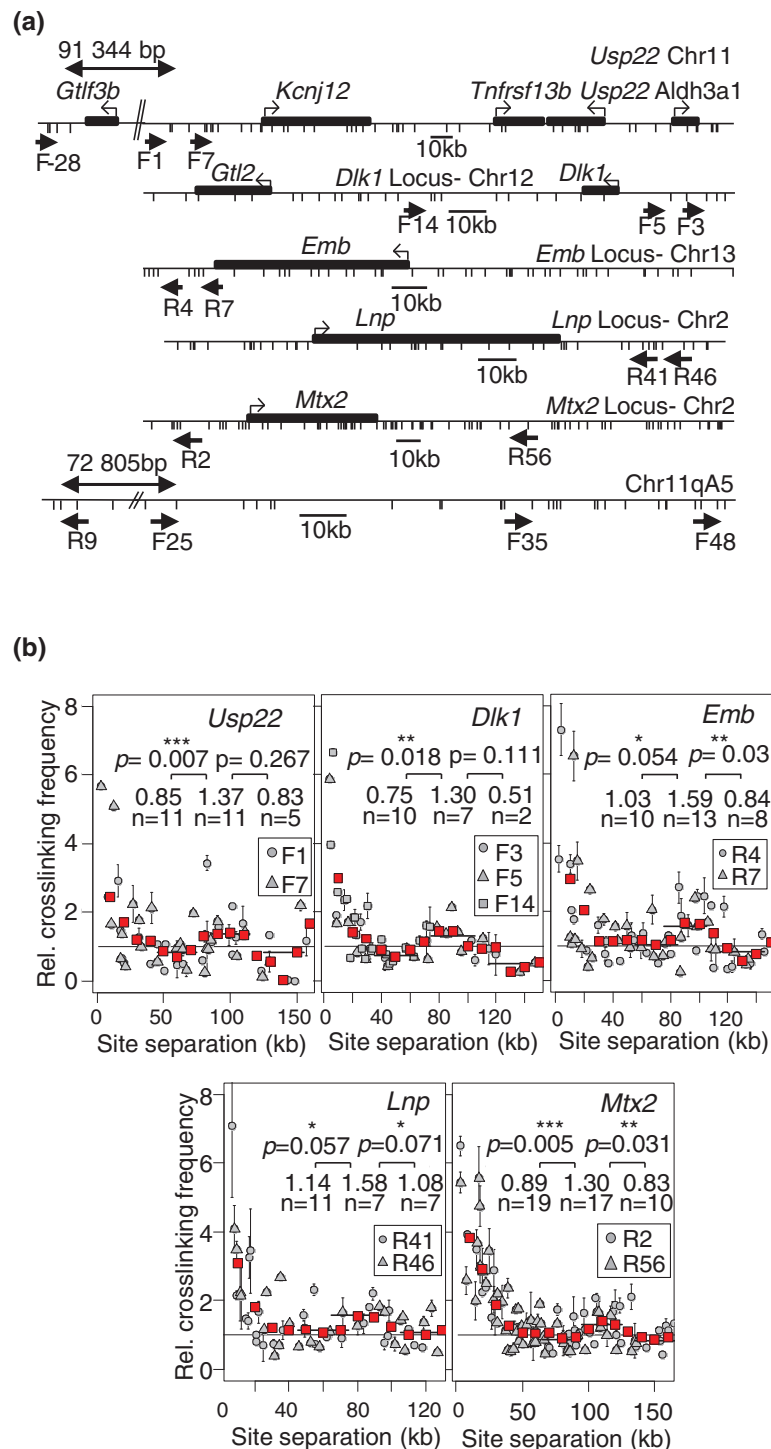 (a)
91 344 bp
Usp22 Chr11
Gtlf3b Kcnj12 Tnfrsf13b Usp22 Aldh3a1
F-28 F1 F7 10kb
Gtl2 Dlk1 Locus- Chr12 Dlk1
F14 10kb F5 F3
Emb Emb Locus- Chr13
R4 R7 10kb
Lnp Lnp Locus- Chr2
10kb R41 R46
Mtx2 Mtx2 Locus- Chr2
R2 10kb R56
72 805bp Chr11qA5
R9 F25 10kb F35 F48
(b)
Rel. crosslinking frequency
8
6
4
2
0
Usp22
***
p= 0.007 p= 0.267
0.85 1.37 0.83
n=11 n=11 n=5
F1
F7
0 50 100 150
Site separation (kb)
Dlk1
**
p= 0.018 p= 0.111
0.75 1.30 0.51
n=10 n=7 n=2
F3
F5
F14
0 40 80 140
Site separation (kb)
Emb
* **
p= 0.054 p= 0.03
1.03 1.59 0.84
n=10 n=13 n=8
R4
R7
0 40 80 120
Site separation (kb)
Rel. crosslinking frequency
8
6
4
2
0
Lnp
* *
p=0.057 p=0.071
1.14 1.58 1.08
n=11 n=7 n=7
R41
R46
0 20 40 80 120
Site separation (kb)
Mtx2
*** **
p=0.005 p=0.031
0.89 1.30 0.83
n=19 n=17 n=10
R2
R56
0 50 100 150
Site separation (kb)